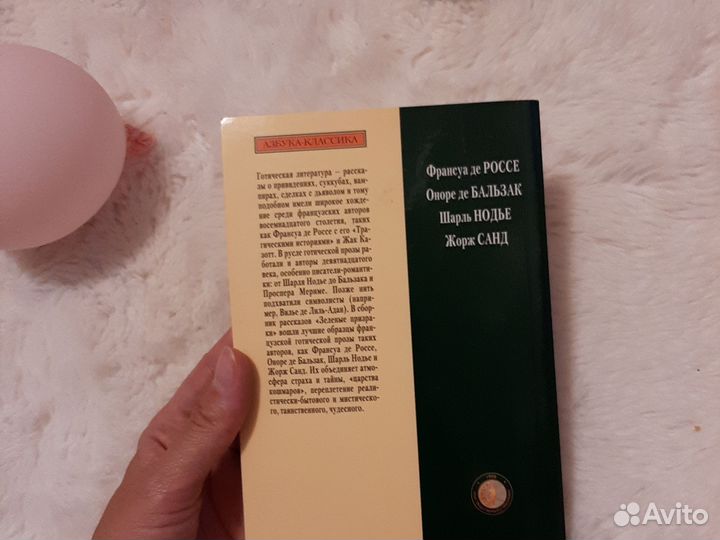 АЗБУКА-КЛАССИКА
Готическая литература – расска-
зы о привидениях, суккубах, вам-
пирах, сделках с дьяволом и тому
подобном имели широкое хожде-
ние среди французских авторов
восемнадцатого столетия, таких
как Франсуа де Россе с его «Тра-
гическими историями» и Жак Ка-
зотт. В русле готической прозы ра-
ботали и авторы девятнадцатого
века, особенно писатели-романти-
ки: от Шарля Нодье до Бальзака и
Проспера Мериме. Позже нить
подхватили символисты (напри-
мер, Вилье де Лиль-Адан). В сбор-
ник рассказов «Зеленые призра-
ки» вошли лучшие образцы фран-
цузской готической прозы таких
авторов, как Франсуа де Россе,
Оноре де Бальзак, Шарль Нодье и
Жорж Санд. Их объединяет атмо-
сфера страха и тайны, «царства
кошмаров», переплетение реали-
стически-бытового и мистическо-
го, таинственного, чудесного.
Франсуа де РОССЕ
Оноре де БАЛЬЗАК
Шарль НОДЬЕ
Жорж САНД
Avito